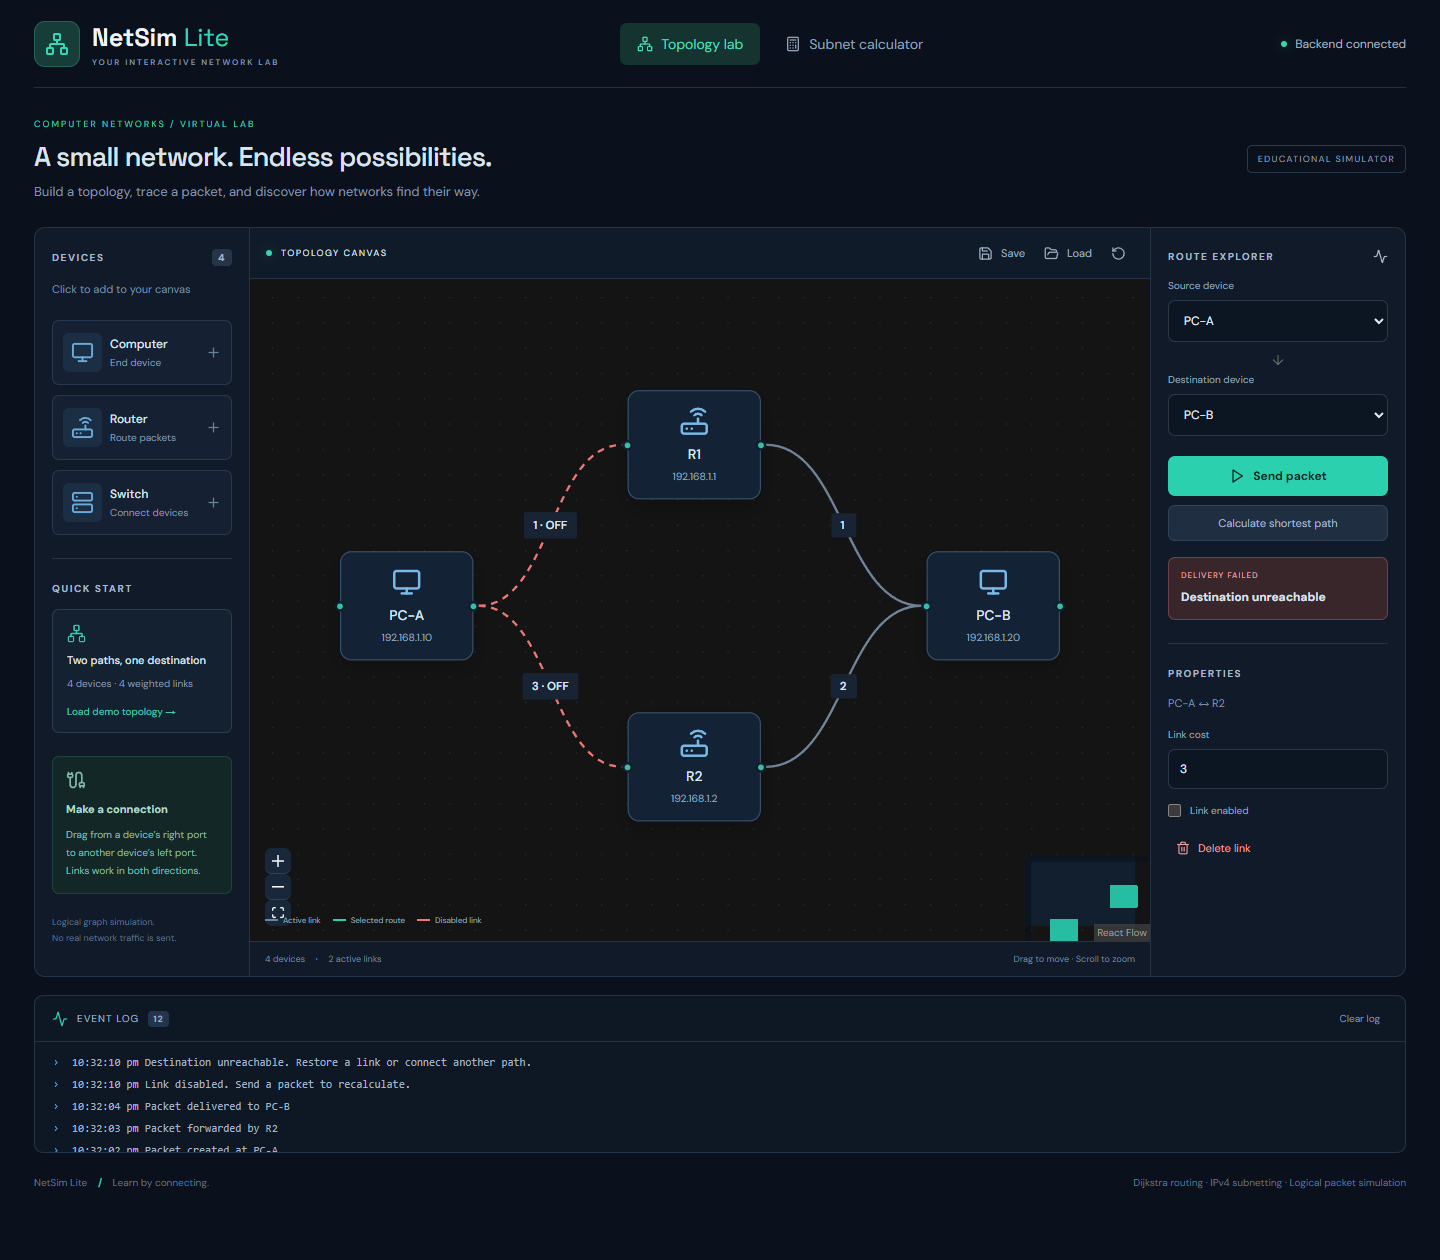 NetSim Lite
YOUR INTERACTIVE NETWORK LAB
Topology lab
Subnet calculator
Backend connected
COMPUTER NETWORKS / VIRTUAL LAB
A small network. Endless possibilities.
Build a topology, trace a packet, and discover how networks find their way.
EDUCATIONAL SIMULATOR
DEVICES
4
Click to add to your canvas
Computer
End device
Router
Route packets
Switch
Connect devices
QUICK START
Two paths, one destination
4 devices · 4 weighted links
Load demo topology →
Make a connection
Drag from a device's right port
to another device's left port.
Links work in both directions.
Logical graph simulation.
No real network traffic is sent.
TOPOLOGY CANVAS
Save
Load
R1
192.168.1.1
1 · OFF
1
PC-A
192.168.1.10
PC-B
192.168.1.20
3 · OFF
2
R2
192.168.1.2
Active link
Selected route
Disabled link
React Flow
4 devices · 2 active links
Drag to move · Scroll to zoom
ROUTE EXPLORER
Source device
PC-A
Destination device
PC-B
Send packet
Calculate shortest path
DELIVERY FAILED
Destination unreachable
PROPERTIES
PC-A ↔ R2
Link cost
3
Link enabled
Delete link
EVENT LOG
12
Clear log
› 10:32:10 pm Destination unreachable. Restore a link or connect another path.
› 10:32:10 pm Link disabled. Send a packet to recalculate.
› 10:32:04 pm Packet delivered to PC-B
› 10:32:03 pm Packet forwarded by R2
› 10:32:02 pm Packet created at PC-A
NetSim Lite / Learn by connecting.
Dijkstra routing · IPv4 subnetting · Logical packet simulation